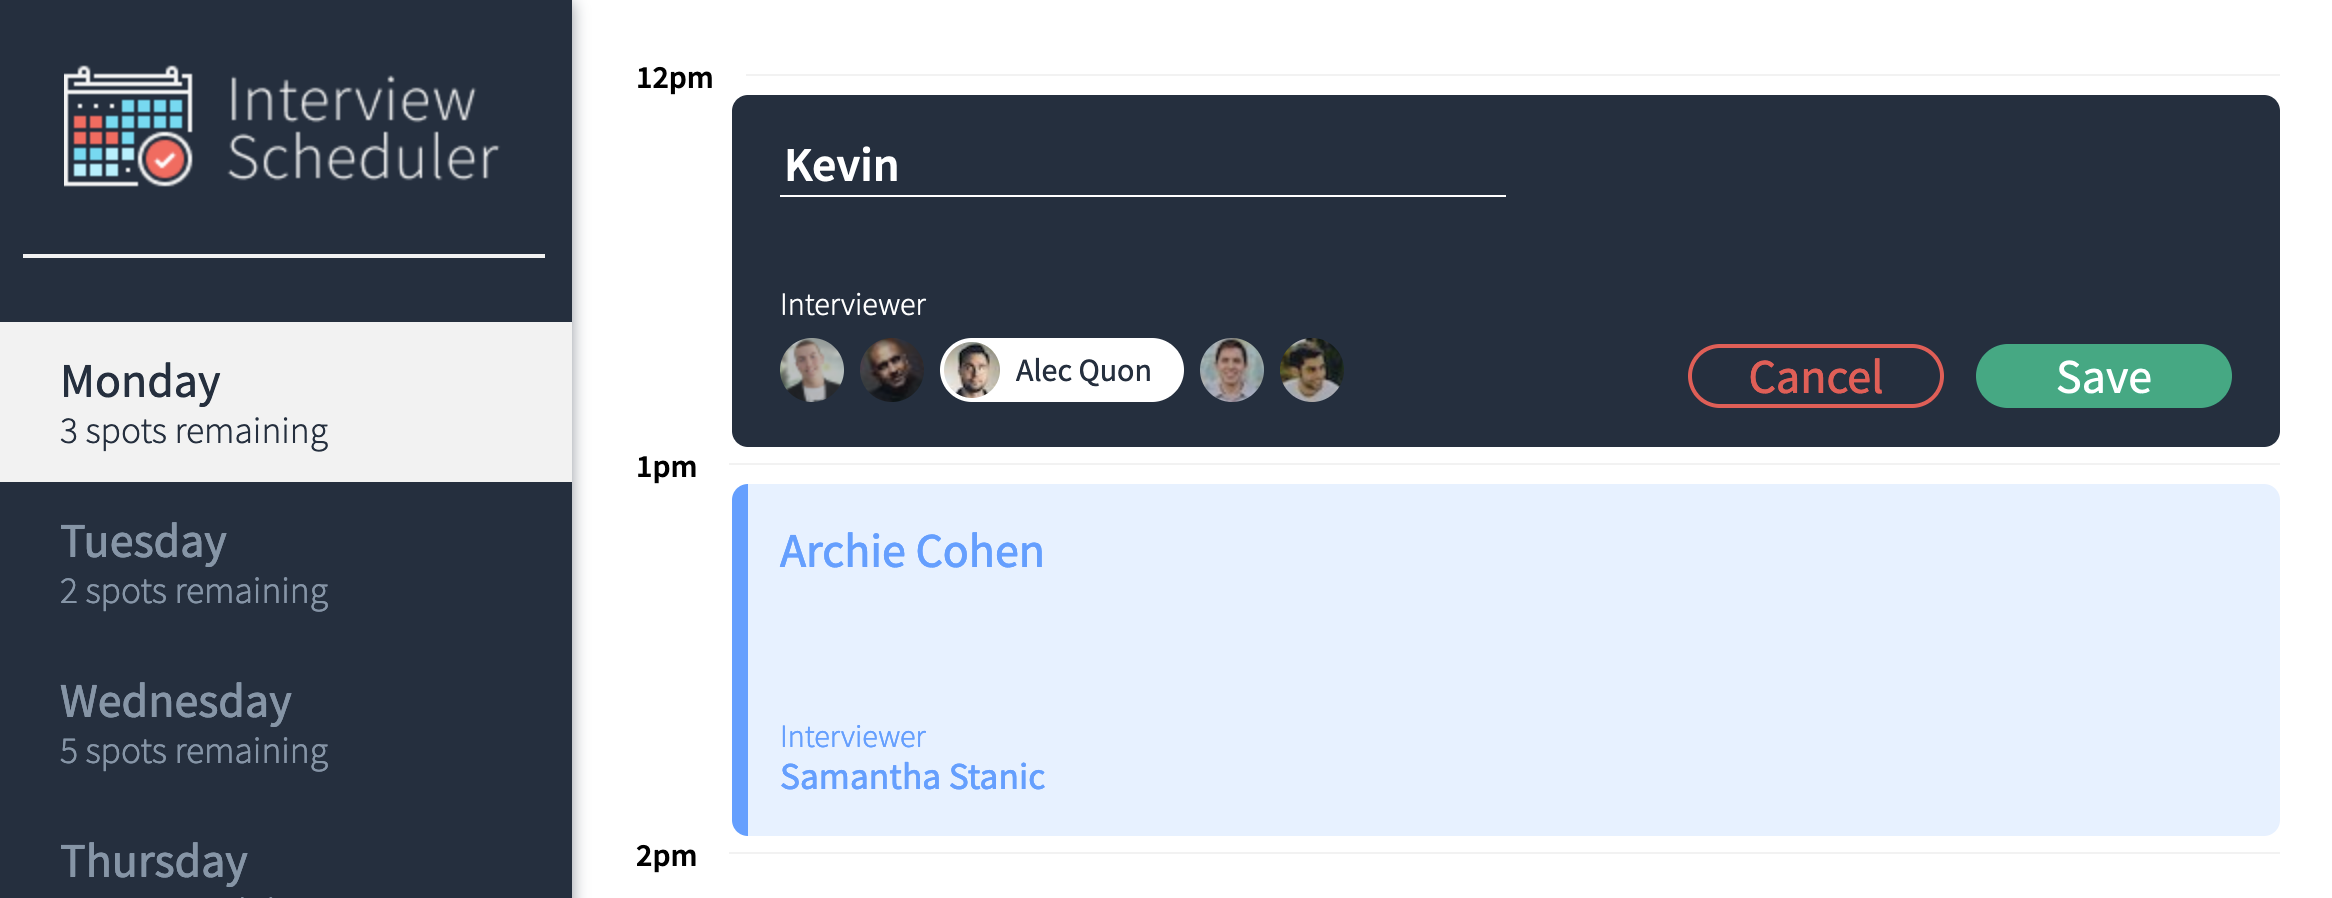 Interview
Scheduler
Monday
3 spots remaining
Tuesday
2 spots remaining
Wednesday
5 spots remaining
Thursday
12pm
Kevin
Interviewer
Alec Quon
Cancel
Save
1pm
Archie Cohen
Interviewer
Samantha Stanic
2pm